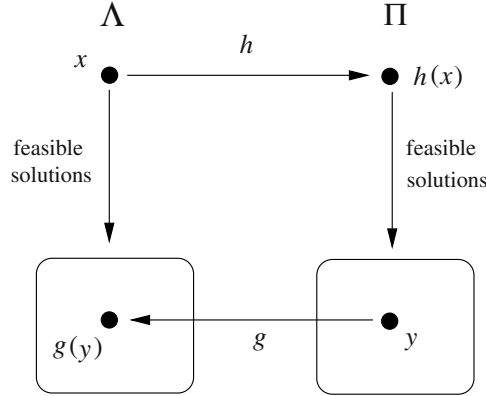 Λ Π
x h h(x)
feasible solutions
feasible solutions
g(y) g y